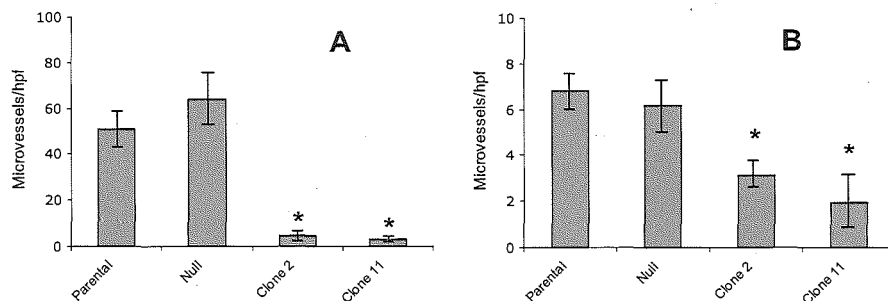 A
Microvessels/hpf
100
80
60
40
20
0
*
*
Parental
Null
Clone 2
Clone 11
B
Microvessels/hpf
10
8
6
4
2
0
*
*
Parental
Null
Clone 2
Clone 11